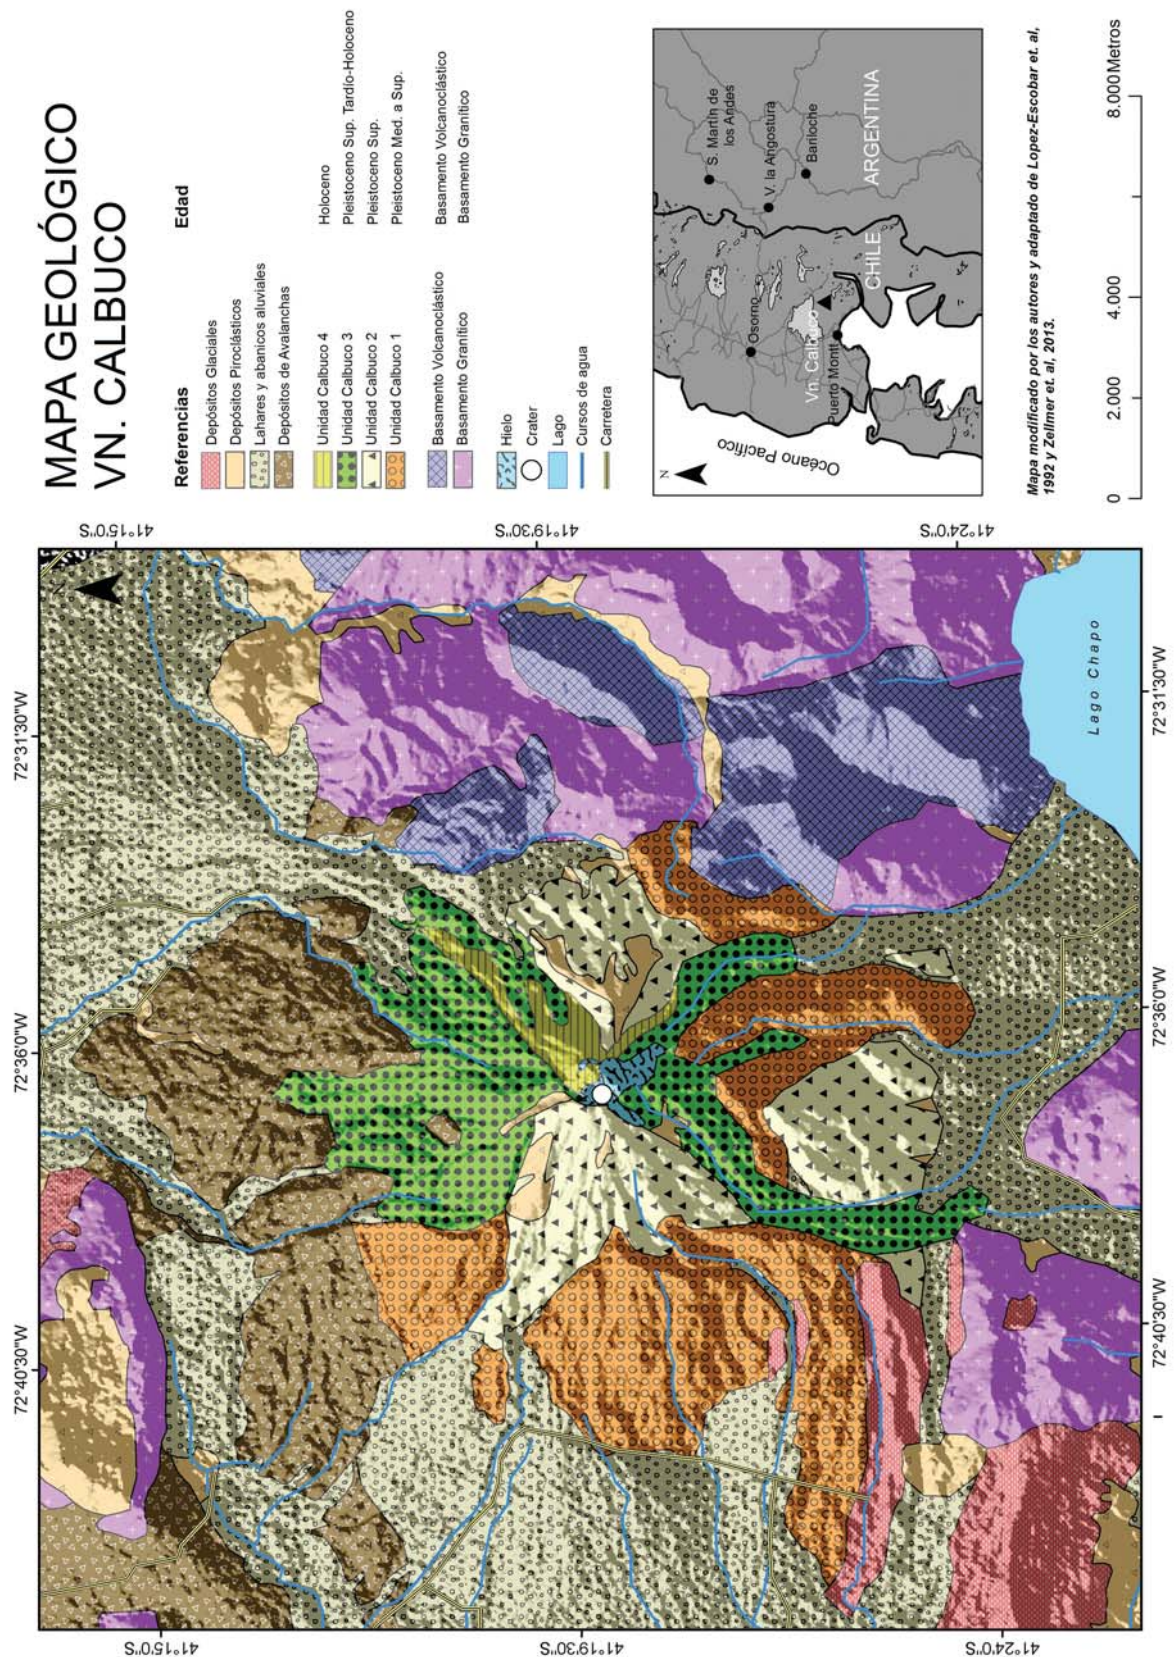 MAPA GEOLÓGICO
VN. CALBUCO
Referencias
Edad
Depósitos Glaciales
Depósitos Piroclásticos
Lahares y abanicos aluviales
Depósitos de Avalanchas
Unidad Calbuco 4
Holoceno
Unidad Calbuco 3
Pleistoceno Sup. Tardío-Holoceno
Unidad Calbuco 2
Pleistoceno Sup.
Unidad Calbuco 1
Pleistoceno Med. a Sup.
Basamento Volcanoclástico
Basamento Volcanoclástico
Basamento Granítico
Basamento Granítico
Hielo
Crater
Lago
Cursos de agua
Carretera
N
Océano Pacífico
Osorno
Vn. Calbuco
Puerto Montt
CHILE
S. Martín de
los Andes
V. la Angostura
Bariloche
ARGENTINA
Mapa modificado por los autores y adaptado de Lopez-Escobar et. al,
1992 y Zellmer et. al, 2013.
0
2.000
4.000
8.000 Metros
72°40'30"W
72°36'0"W
72°31'30"W
41°15'0"S
41°15'0"S
N
41°19'30"S
41°19'30"S
41°24'0"S
41°24'0"S
Lago Chapo
72°40'30"W
72°36'0"W
72°31'30"W